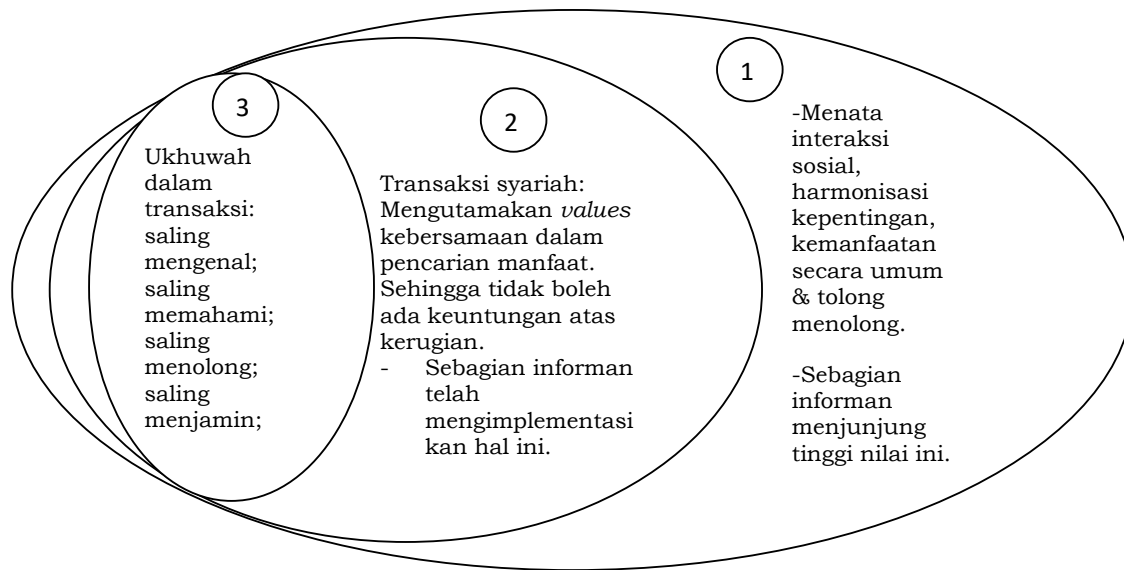 3
Ukhuwah
dalam
transaksi:
saling
mengenal;
saling
memahami;
saling
menolong;
saling
menjamin;
2
Transaksi syariah:
Mengutamakan values
kebersamaan dalam
pencarian manfaat.
Sehingga tidak boleh
ada keuntungan atas
kerugian.
- Sebagian informan
telah
mengimplementasi
kan hal ini.
1
-Menata
interaksi
sosial,
harmonisasi
kepentingan,
kemanfaatan
secara umum
& tolong
menolong.
-Sebagian
informan
menjunjung
tinggi nilai ini.